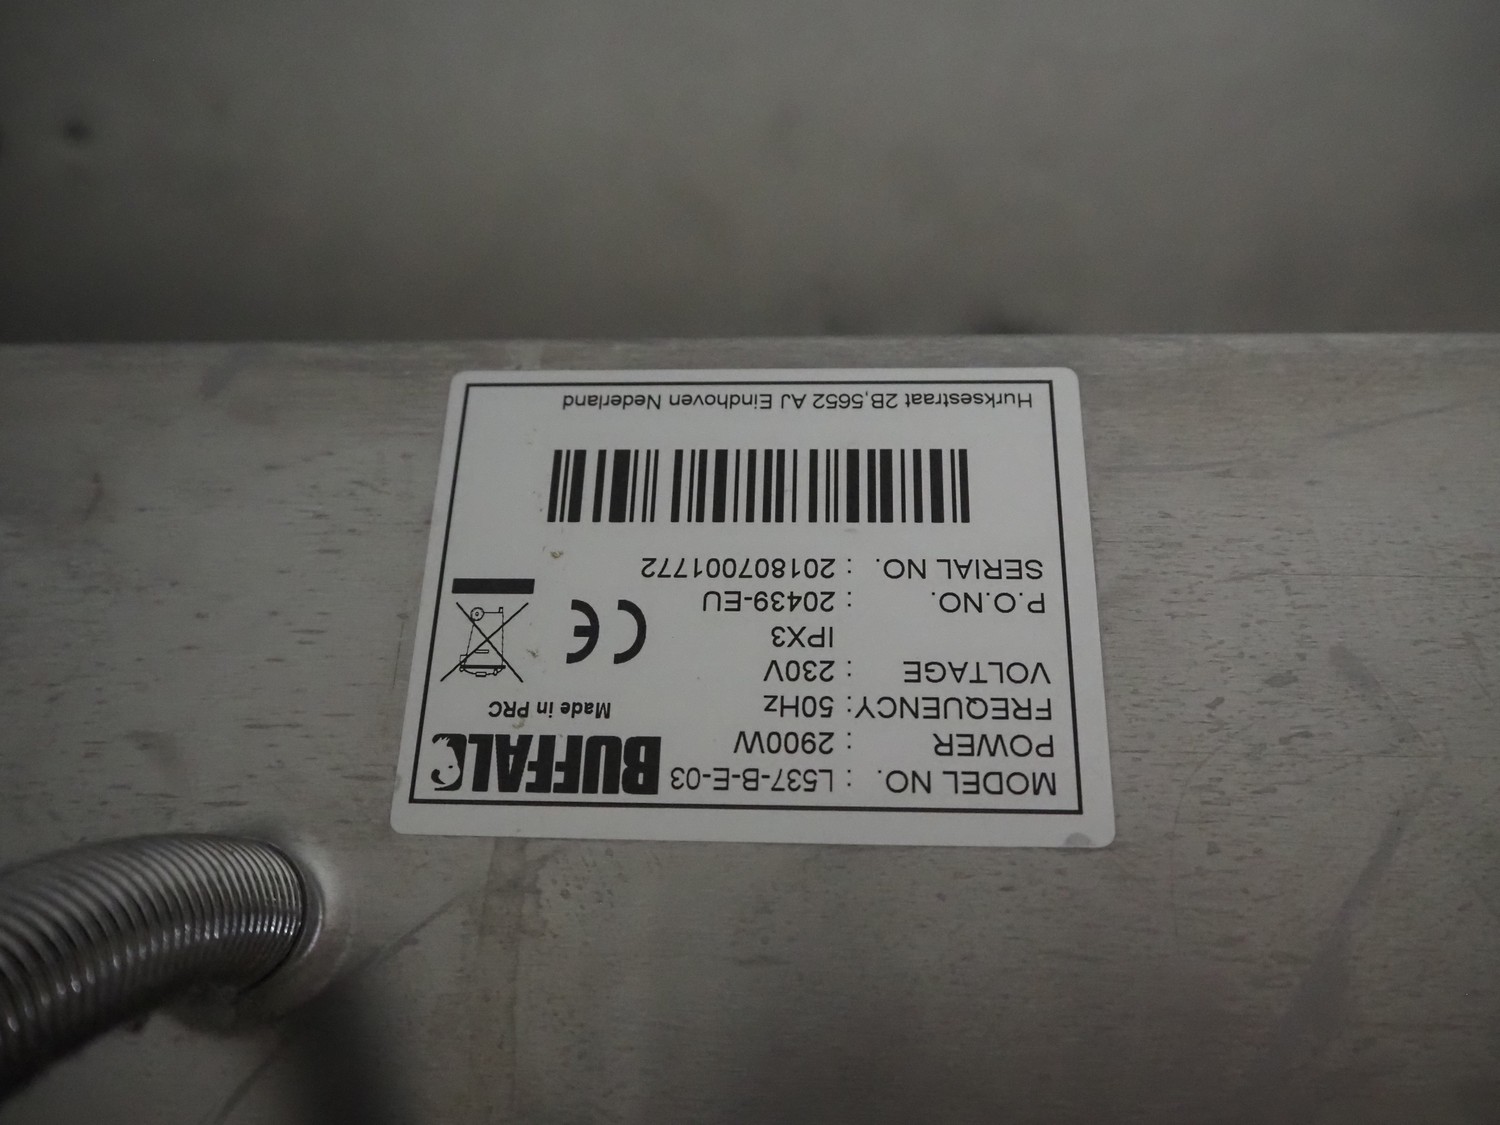 MODEL NO. : L537-B-E-03
BUFFALO
POWER : 2900W
FREQUENCY: 50Hz
Made in PRC
VOLTAGE : 230V
IPX3
CE
P.O.NO. : 20439-EU
SERIAL NO. : 201807001772
Hurksestraat 2B,5652 AJ Eindhoven Nederland